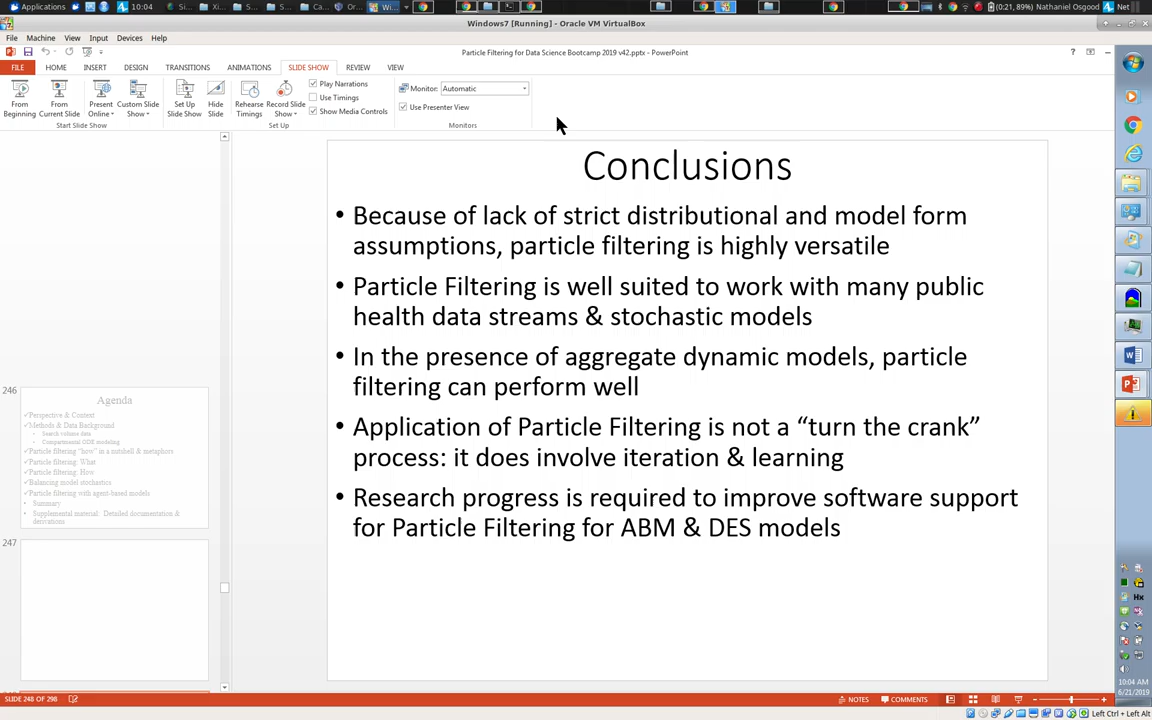 Applications 10:04 Si... Xi... S... S... Ca... Or... Wi... (0:21, 89%) Nathaniel Osgood Net
Windows7 [Running] - Oracle VM VirtualBox
File Machine View Input Devices Help
Particle Filtering for Data Science Bootcamp 2019 v42.pptx - PowerPoint
FILE HOME INSERT DESIGN TRANSITIONS ANIMATIONS SLIDE SHOW REVIEW VIEW
From Beginning
From Current Slide
Present Online
Custom Slide Show
Start Slide Show
Set Up Slide Show
Hide Slide
Rehearse Timings
Record Slide Show
Play Narrations
Use Timings
Show Media Controls
Set Up
Monitor: Automatic
Use Presenter View
Monitors
246
Agenda
Perspective & Context
Methods & Data Background
Search volume data
Compartmental ODE modeling
Particle filtering "how" in a nutshell & metaphors
Particle filtering: What
Particle filtering: How
Balancing model stochastics
Particle filtering with agent-based models
Summary
Supplemental material: Detailed documentation &
derivations
247
Conclusions
• Because of lack of strict distributional and model form
assumptions, particle filtering is highly versatile
• Particle Filtering is well suited to work with many public
health data streams & stochastic models
• In the presence of aggregate dynamic models, particle
filtering can perform well
• Application of Particle Filtering is not a “turn the crank”
process: it does involve iteration & learning
• Research progress is required to improve software support
for Particle Filtering for ABM & DES models
10:04 AM
6/21/2019
SLIDE 248 OF 298 NOTES COMMENTS
Left Ctrl + Left Alt